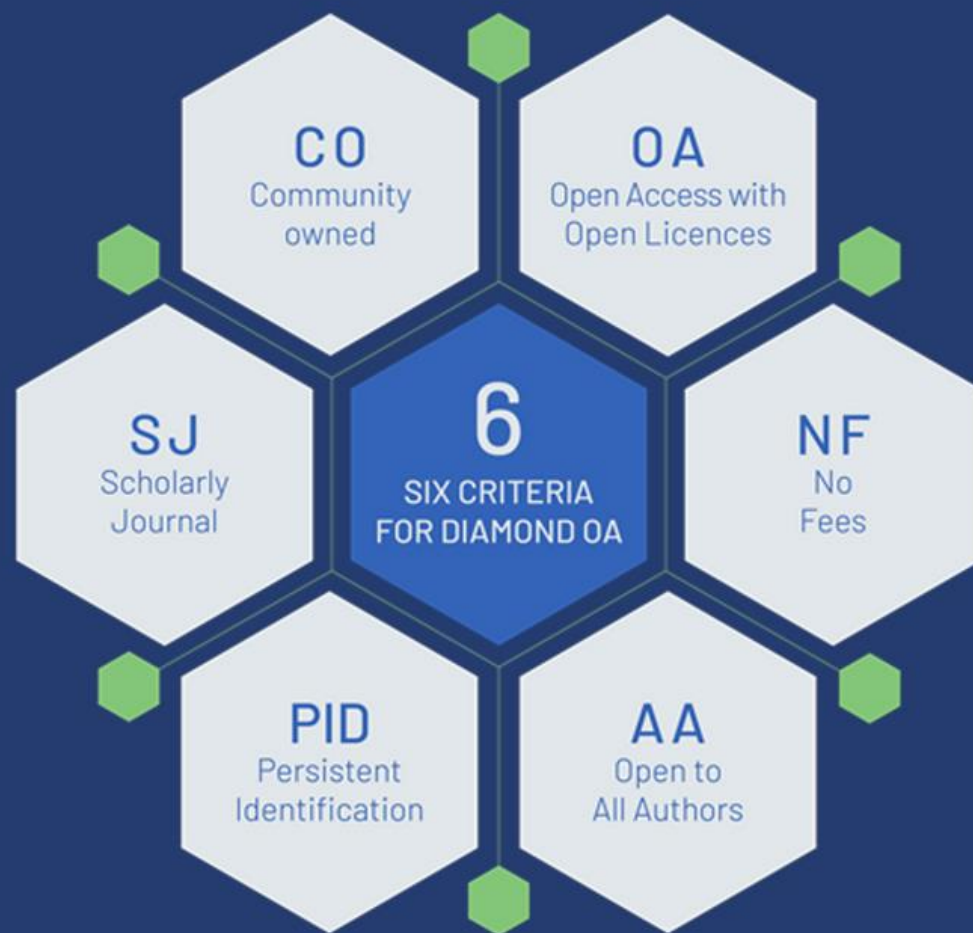 CO
Community
owned
OA
Open Access with
Open Licences
SJ
Scholarly
Journal
6
SIX CRITERIA
FOR DIAMOND OA
NF
No
Fees
PID
Persistent
Identification
AA
Open to
All Authors